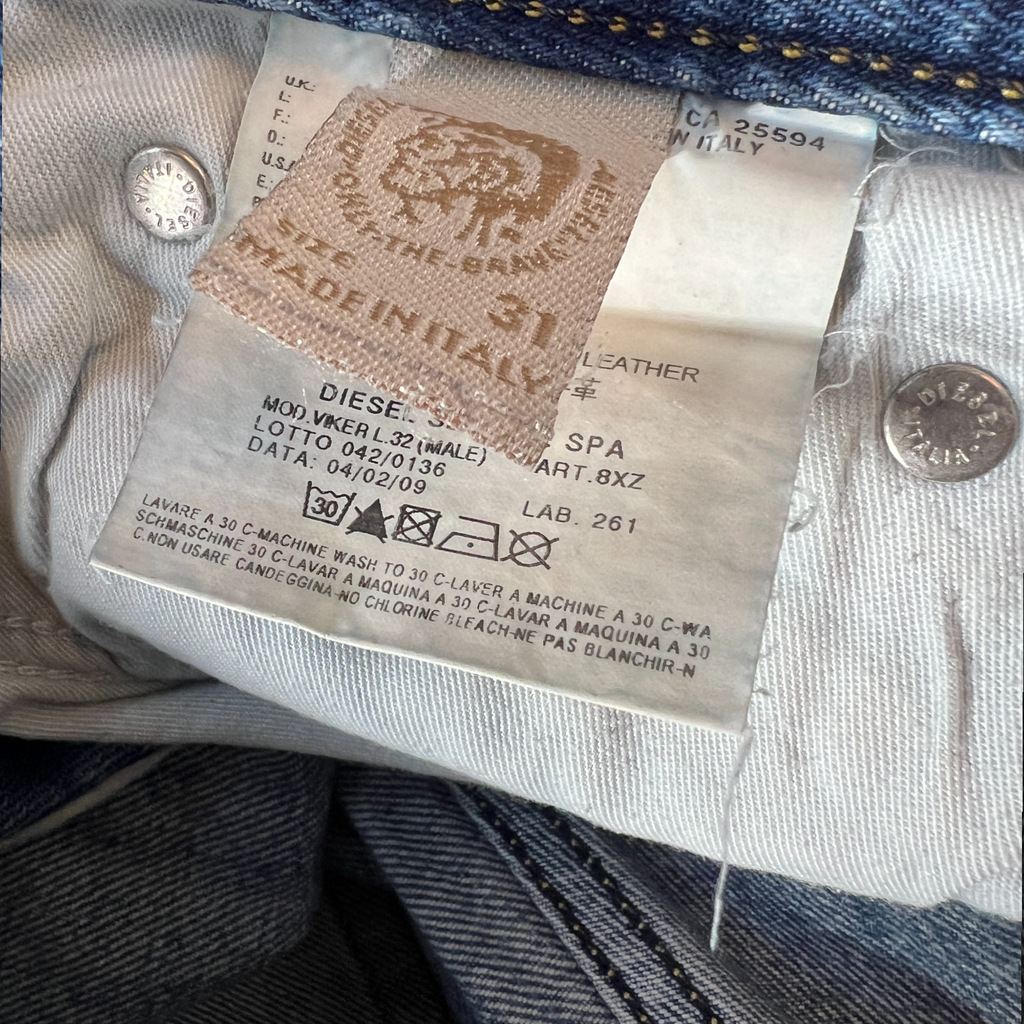 U.K.:
L:
F.:
D.:
U.S.A
E.:
CA 25594
N ITALY
ONLY-THE-BRAVE
SIZE 31
MADE IN ITALY
LEATHER
革
DIESEL S
SPA
MOD.VIKER L.32 (MALE)
ART.8XZ
LOTTO 042/0136
DATA: 04/02/09
LAB. 261
30
LAVARE A 30 C-MACHINE WASH TO 30 C-LAVER A MACHINE A 30 C-WA
SCHMASCHINE 30 C-LAVAR A MAQUINA A 30 C-LAVAR A MAQUINA A 30
C.NON USARE CANDEGGINA-NO CHLORINE BLEACH-NE PAS BLANCHIR-N
DIESEL
ITALIA
DIESEL
ITALIA